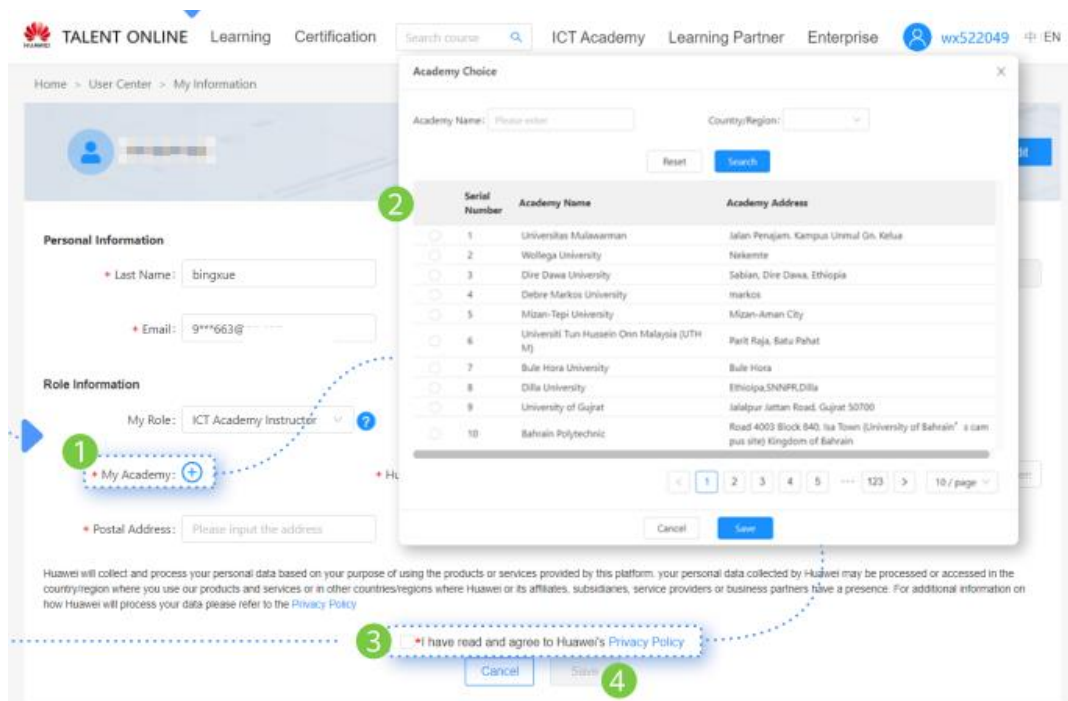 HUAWEI TALENT ONLINE Learning Certification Search course ICT Academy Learning Partner Enterprise wx522049 中 EN
Home > User Center > My Information
Academy Choice
Academy Name: Please enter Country/Region:
Reset Search
2
Serial Number Academy Name Academy Address
1 Universitas Mulawarman Jalan Penajam. Kampus Unmul Gn. Kelua
2 Wollega University Nekemte
3 Dire Dawa University Sabian, Dire Dawa, Ethiopia
4 Debre Markos University markos
5 Mizan-Tepi University Mizan-Aman City
6 Universiti Tun Hussein Onn Malaysia (UTH
M) Parit Raja, Batu Pahat
7 Bule Hora University Bule Hora
8 Dilla University Ethioipa,SNNPR,Dilla
9 University of Gujrat Jalalpur Jattan Road, Gujrat 50700
10 Bahrain Polytechnic Road 4003 Block 840, Isa Town (University of Bahrain’ s cam
pus site) Kingdom of Bahrain
< 1 2 3 4 5 ··· 123 > 10 / page
Cancel Save
Personal Information
* Last Name: bingxue
* Email: 9***663@
Role Information
My Role: ICT Academy Instructor ?
1
* My Academy:
* Postal Address: Please input the address
Huawei will collect and process your personal data based on your purpose of using the products or services provided by this platform. your personal data collected by Huawei may be processed or accessed in the
country/region where you use our products and services or in other countries/regions where Huawei or its affiliates, subsidiaries, service providers or business partners have a presence. For additional information on
how Huawei will process your data please refer to the Privacy Policy
3 *I have read and agree to Huawei's Privacy Policy
Cancel Save 4